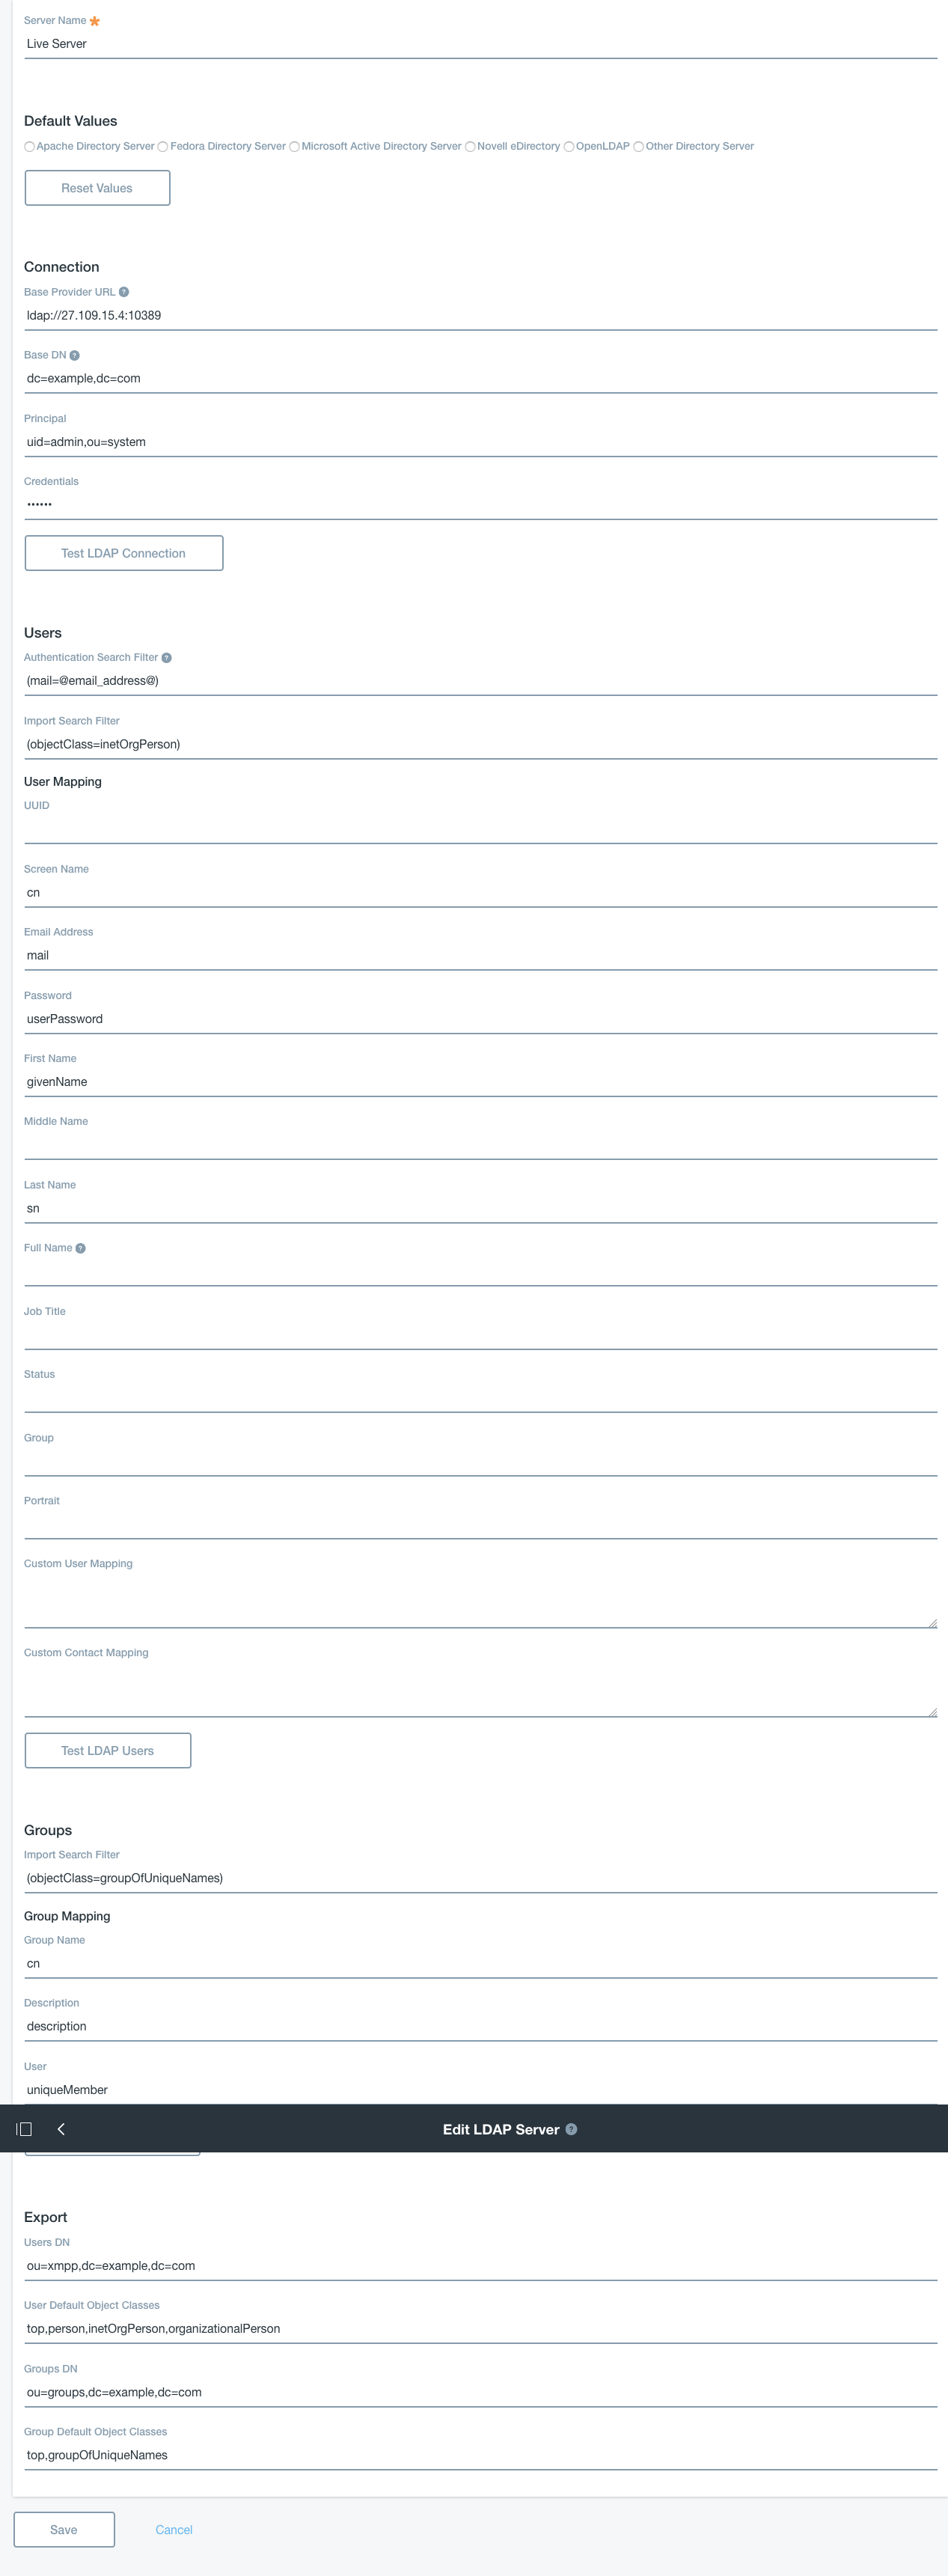 Server Name
Live Server
Default Values
Apache Directory Server Fedora Directory Server Microsoft Active Directory Server Novell eDirectory OpenLDAP Other Directory Server
Reset Values
Connection
Base Provider URL
ldap://27.109.15.4:10389
Base DN
dc=example,dc=com
Principal
uid=admin,ou=system
Credentials
••••••
Test LDAP Connection
Users
Authentication Search Filter
(mail=@email_address@)
Import Search Filter
(objectClass=inetOrgPerson)
User Mapping
UUID
Screen Name
cn
Email Address
mail
Password
userPassword
First Name
givenName
Middle Name
Last Name
sn
Full Name
Job Title
Status
Group
Portrait
Custom User Mapping
Custom Contact Mapping
Test LDAP Users
Groups
Import Search Filter
(objectClass=groupOfUniqueNames)
Group Mapping
Group Name
cn
Description
description
User
uniqueMember
Edit LDAP Server
Export
Users DN
ou=xmpp,dc=example,dc=com
User Default Object Classes
top,person,inetOrgPerson,organizationalPerson
Groups DN
ou=groups,dc=example,dc=com
Group Default Object Classes
top,groupOfUniqueNames
Save Cancel